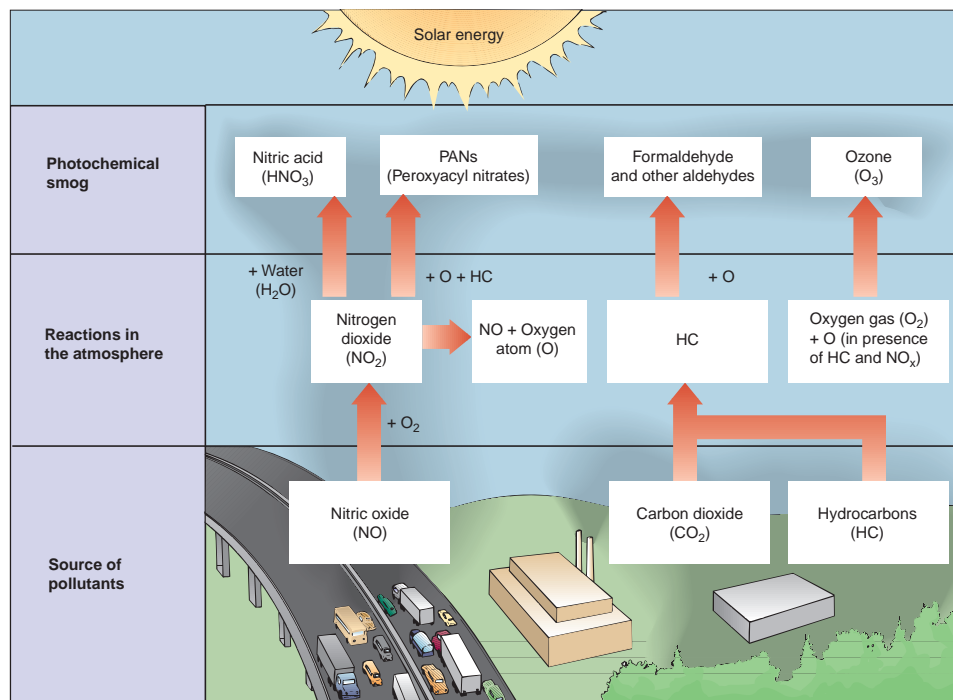 Solar energy
Photochemical
smog
Nitric acid
(HNO₃)
PANs
(Peroxyacyl nitrates)
Formaldehyde
and other aldehydes
Ozone
(O₃)
+ Water
(H₂O)
+ O + HC
+ O
Reactions in
the atmosphere
Nitrogen
dioxide
(NO₂)
NO + Oxygen
atom (O)
HC
Oxygen gas (O₂)
+ O (in presence
of HC and NOₓ)
+ O₂
Source of
pollutants
Nitric oxide
(NO)
Carbon dioxide
(CO₂)
Hydrocarbons
(HC)